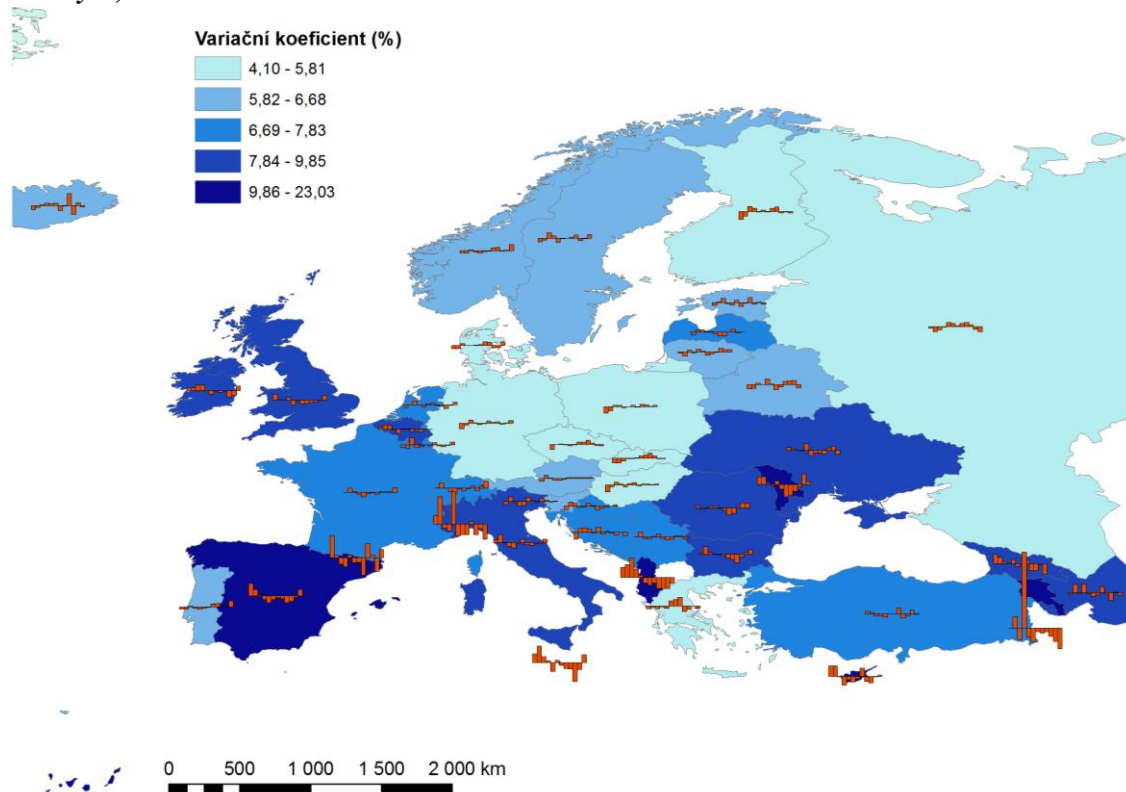 Variační koeficient (%)
4,10 - 5,81
5,82 - 6,68
6,69 - 7,83
7,84 - 9,85
9,86 - 23,03
0 500 1 000 1 500 2 000 km